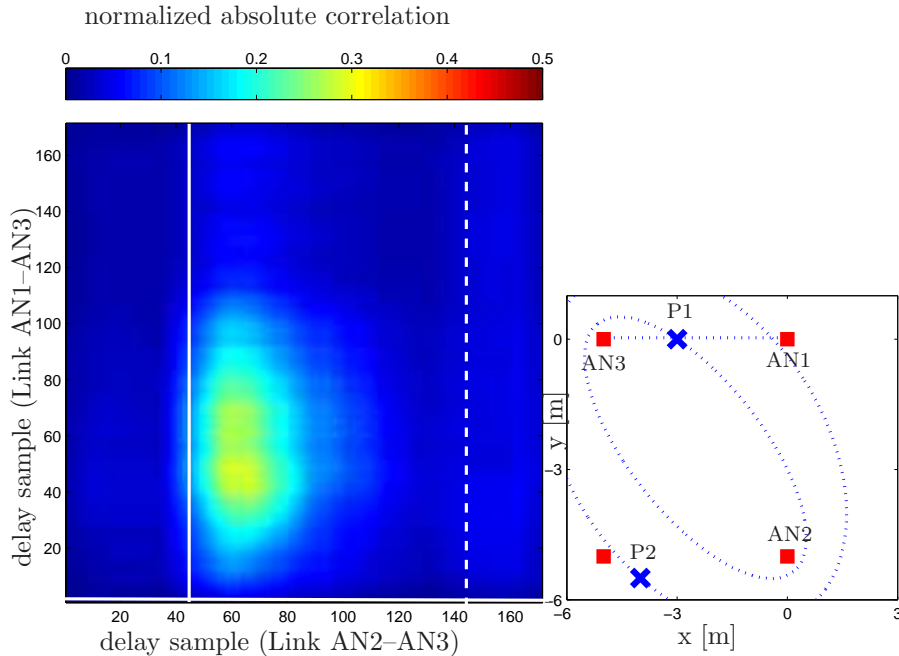 normalized absolute correlation
0 0.1 0.2 0.3 0.4 0.5
delay sample (Link AN1–AN3)
160
140
120
100
80
60
40
20
20 40 60 80 100 120 140 160
delay sample (Link AN2–AN3)
P1
AN3
AN1
AN2
P2
y [m]
0
-3
-6
-6 -3 0 3
x [m]